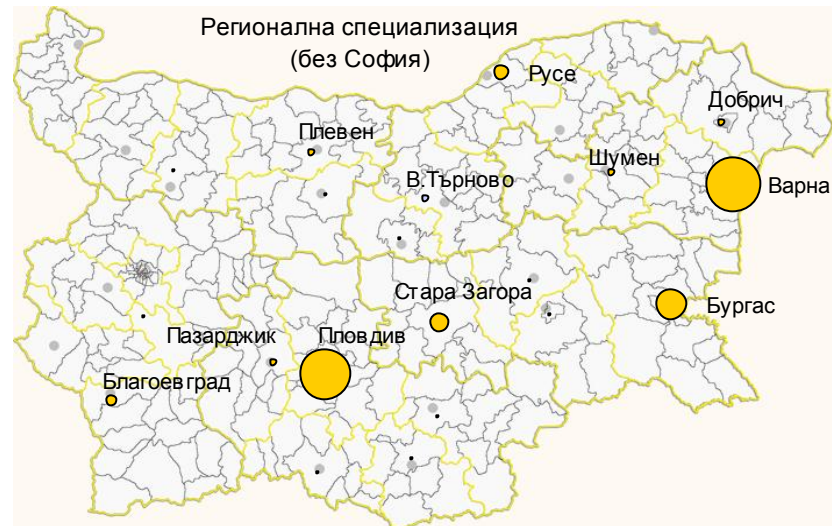 Регионална специализация
(без София)
Русе
Добрич
Плевен
Шумен
В.Търново
Варна
Стара Загора
Бургас
Пазарджик
Пловдив
Благоевград